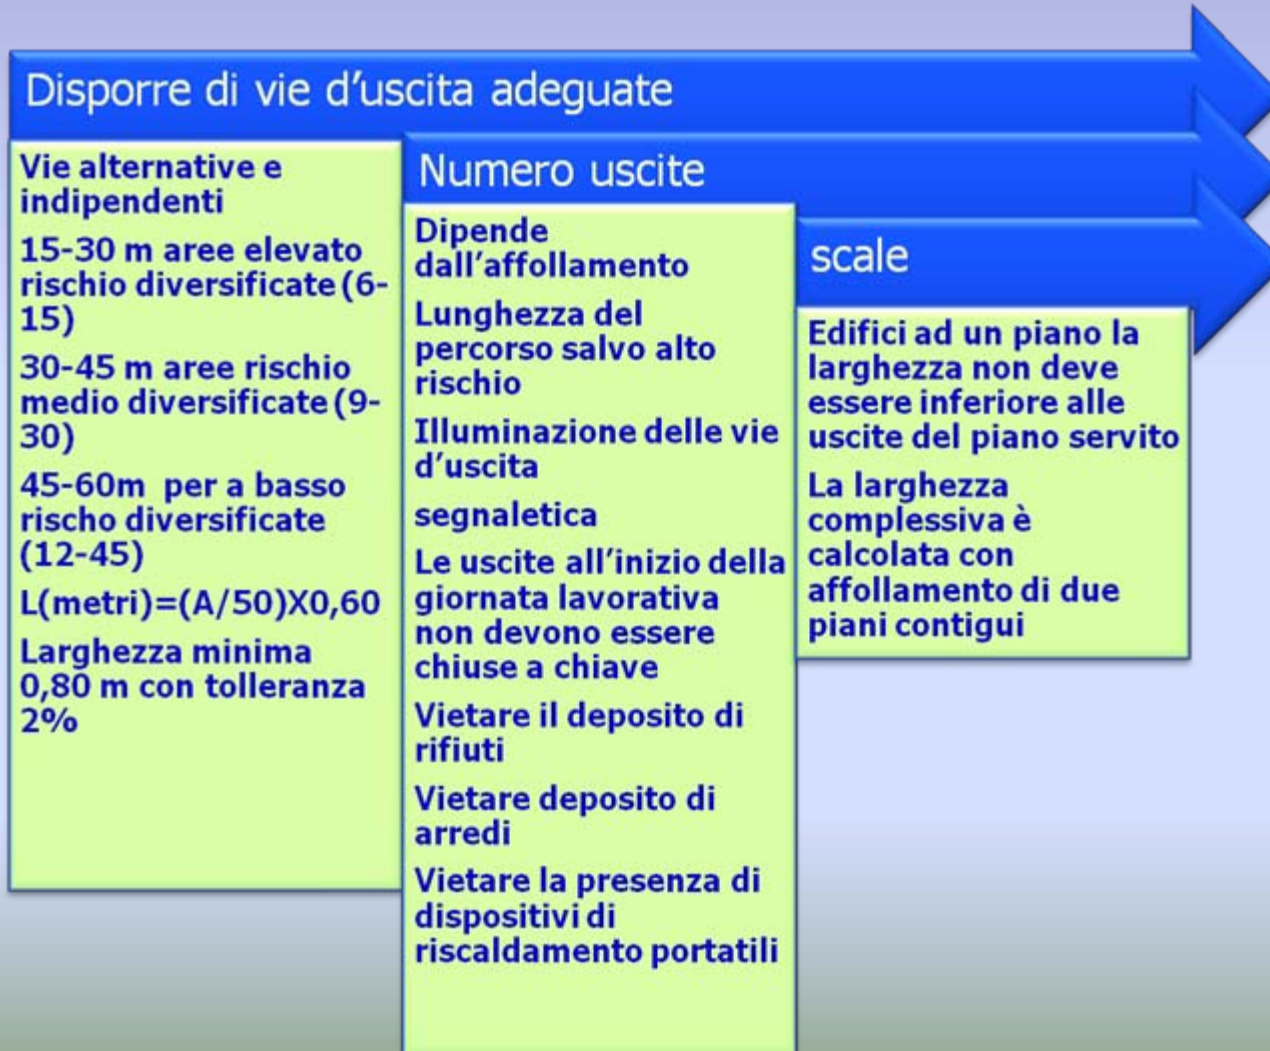 Disporre di vie d'uscita adeguate
Vie alternative e
indipendenti
15-30 m aree elevato
rischio diversificate (6-
15)
30-45 m aree rischio
medio diversificate (9-
30)
45-60m per a basso
rischo diversificate
(12-45)
L(metri)=(A/50)X0,60
Larghezza minima
0,80 m con tolleranza
2%
Numero uscite
Dipende
dall'affollamento
Lunghezza del
percorso salvo alto
rischio
Illuminazione delle vie
d'uscita
segnaletica
Le uscite all'inizio della
giornata lavorativa
non devono essere
chiuse a chiave
Vietare il deposito di
rifiuti
Vietare deposito di
arredi
Vietare la presenza di
dispositivi di
riscaldamento portatili
scale
Edifici ad un piano la
larghezza non deve
essere inferiore alle
uscite del piano servito
La larghezza
complessiva è
calcolata con
affollamento di due
piani contigui